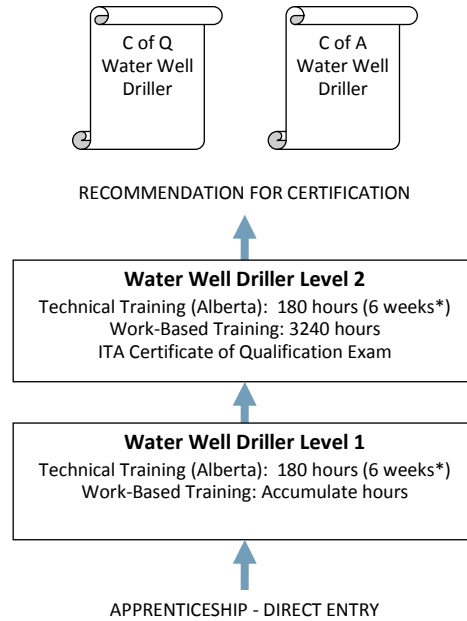 C of Q
Water Well
Driller
C of A
Water Well
Driller
RECOMMENDATION FOR CERTIFICATION
Water Well Driller Level 2
Technical Training (Alberta):  180 hours (6 weeks*)
Work-Based Training: 3240 hours
ITA Certificate of Qualification Exam
Water Well Driller Level 1
Technical Training (Alberta):  180 hours (6 weeks*)
Work-Based Training: Accumulate hours
APPRENTICESHIP - DIRECT ENTRY